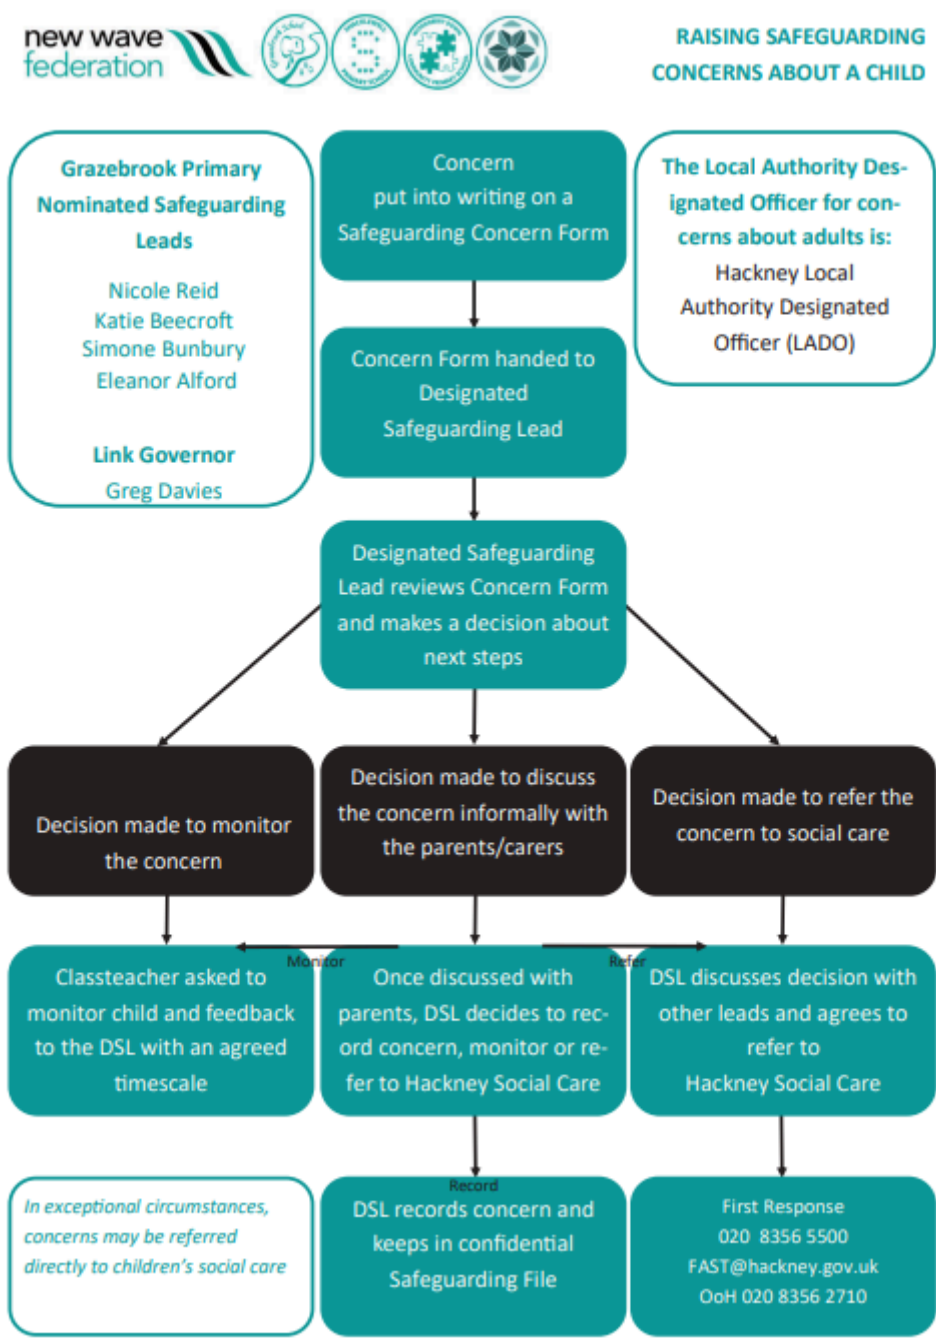 new wave
federation
RAISING SAFEGUARDING
CONCERNS ABOUT A CHILD
Grazebrook Primary
Nominated Safeguarding
Leads
Nicole Reid
Katie Beecroft
Simone Bunbury
Eleanor Alford
Link Governor
Greg Davies
Concern
put into writing on a
Safeguarding Concern Form
The Local Authority Des-
ignated Officer for con-
cerns about adults is:
Hackney Local
Authority Designated
Officer (LADO)
Concern Form handed to
Designated
Safeguarding Lead
Designated Safeguarding
Lead reviews Concern Form
and makes a decision about
next steps
Decision made to monitor
the concern
Decision made to discuss
the concern informally with
the parents/carers
Decision made to refer the
concern to social care
Monitor
Refer
Classteacher asked to
monitor child and feedback
to the DSL with an agreed
timescale
Once discussed with
parents, DSL decides to rec-
ord concern, monitor or re-
fer to Hackney Social Care
DSL discusses decision with
other leads and agrees to
refer to
Hackney Social Care
In exceptional circumstances,
concerns may be referred
directly to children's social care
Record
DSL records concern and
keeps in confidential
Safeguarding File
First Response
020 8356 5500
FAST@hackney.gov.uk
OoH 020 8356 2710